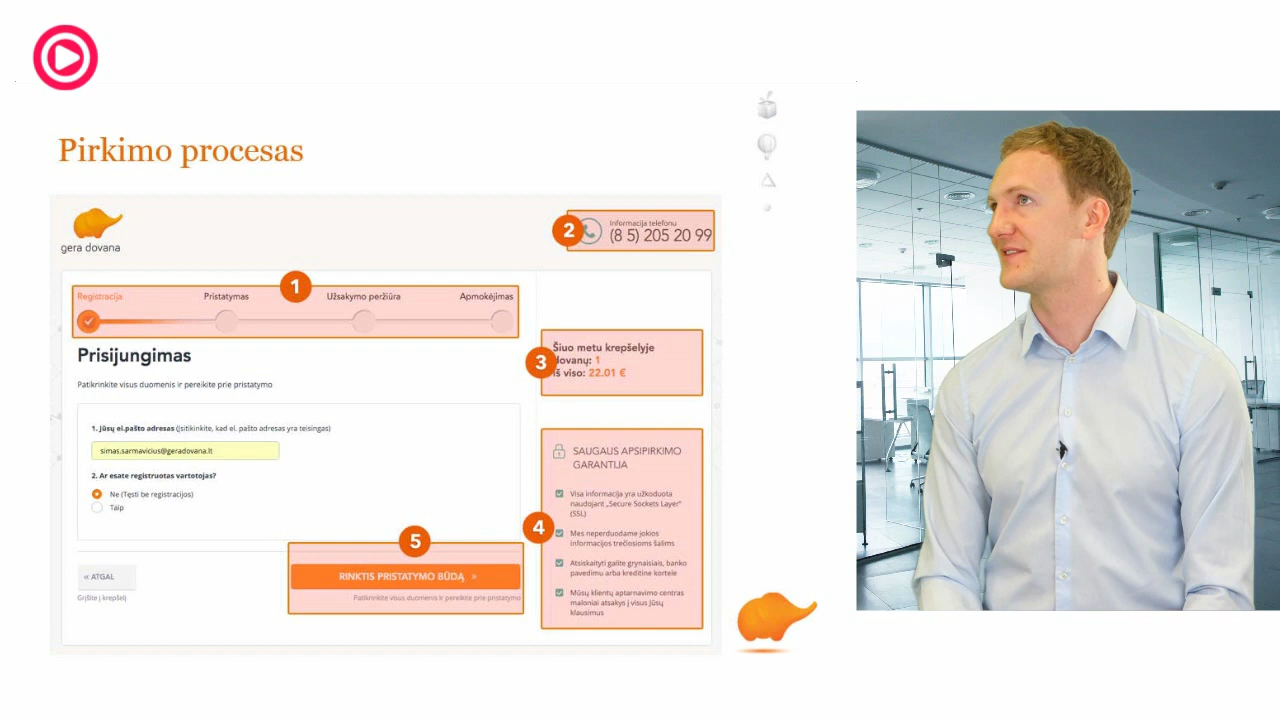 Pirkimo procesas
gera dovana
2
Informacija telefonu
(8 5) 205 20 99
1
Registracija
Pristatymas
Užsakymo peržiūra
Apmokėjimas
Prisijungimas
Patikrinkite visus duomenis ir pereikite prie pristatymo
1. Jūsų el.pašto adresas (įsitikinkite, kad el. pašto adresas yra teisingas)
simas.sarmavicius@geradovana.lt
2. Ar esate registruotas vartotojas?
Ne (Tęsti be registracijos)
Taip
5
« ATGAL
Grįšite į krepšelį
RINKTIS PRISTATYMO BŪDĄ »
Patikrinkite visus duomenis ir pereikite prie pristatymo
3
Šiuo metu krepšelyje
dovanų: 1
Iš viso: 22.01 €
4
SAUGAUS APSIPIRKIMO
GARANTIJA
Visa informacija yra užkoduota
naudojant „Secure Sockets Layer“
(SSL)
Mes neperduodame jokios
informacijos trečiosioms šalims
Atsiskaityti galite grynaisiais, banko
pavedimu arba kreditine kortele
Mūsų klientų aptarnavimo centras
maloniai atsakys į visus Jūsų
klausimus